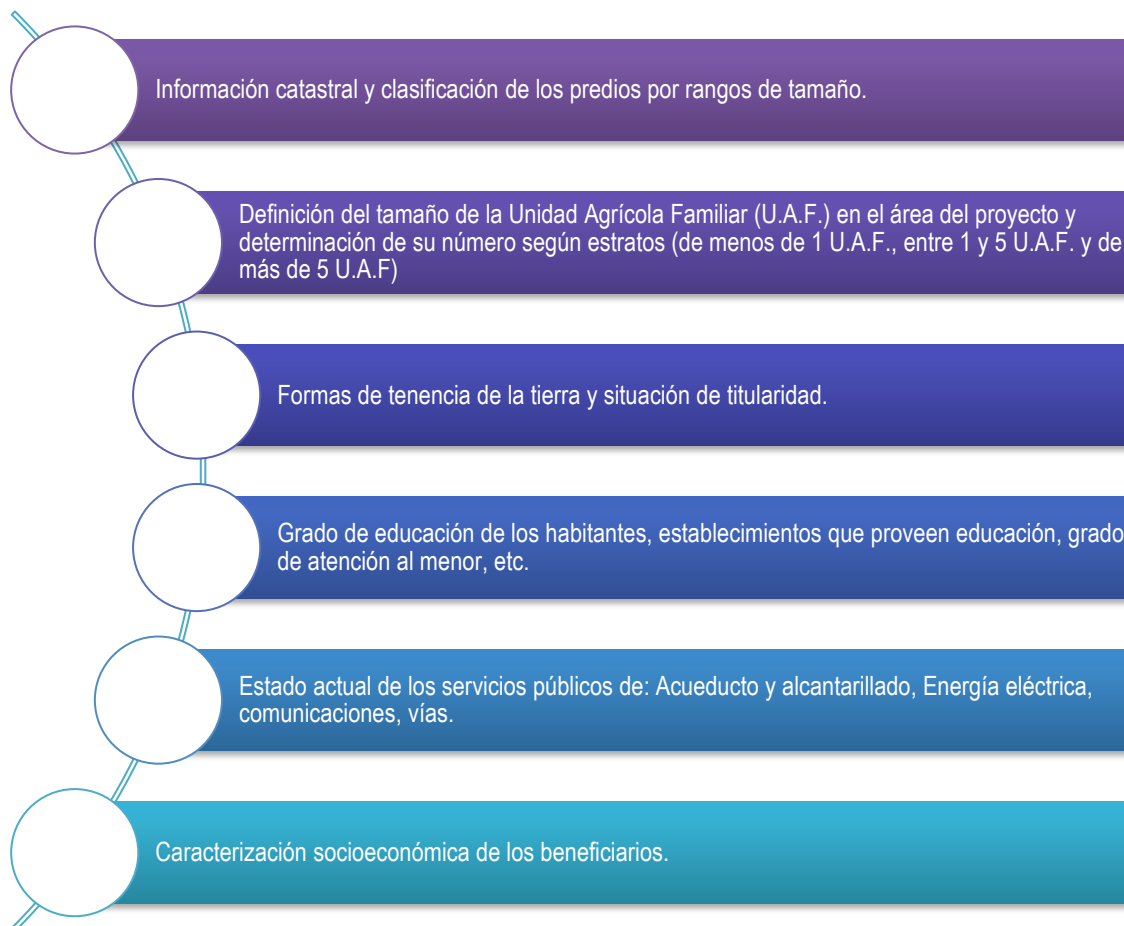 Información catastral y clasificación de los predios por rangos de tamaño.
Definición del tamaño de la Unidad Agrícola Familiar (U.A.F.) en el área del proyecto y
determinación de su número según estratos (de menos de 1 U.A.F., entre 1 y 5 U.A.F. y de
más de 5 U.A.F)
Formas de tenencia de la tierra y situación de titularidad.
Grado de educación de los habitantes, establecimientos que proveen educación, grado
de atención al menor, etc.
Estado actual de los servicios públicos de: Acueducto y alcantarillado, Energía eléctrica,
comunicaciones, vías.
Caracterización socioeconómica de los beneficiarios.